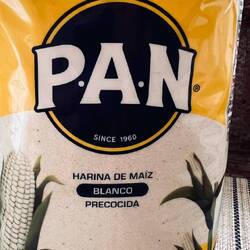 P.A.N
®
SINCE 1960
HARINA DE MAÍZ
BLANCO
PRECOCIDA